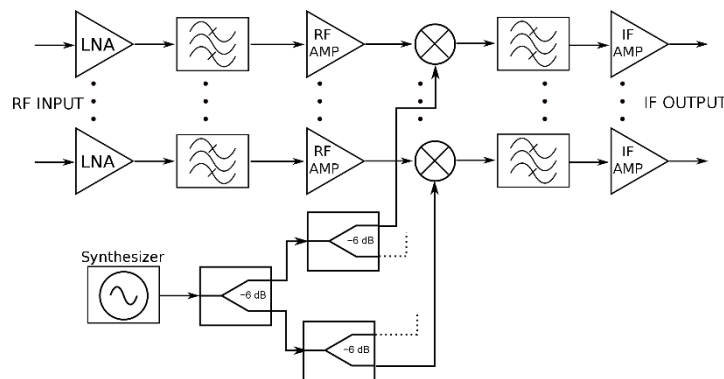 LNA
RF
AMP
IF
AMP
RF INPUT
IF OUTPUT
LNA
RF
AMP
IF
AMP
−6 dB
Synthesizer
−6 dB
−6 dB